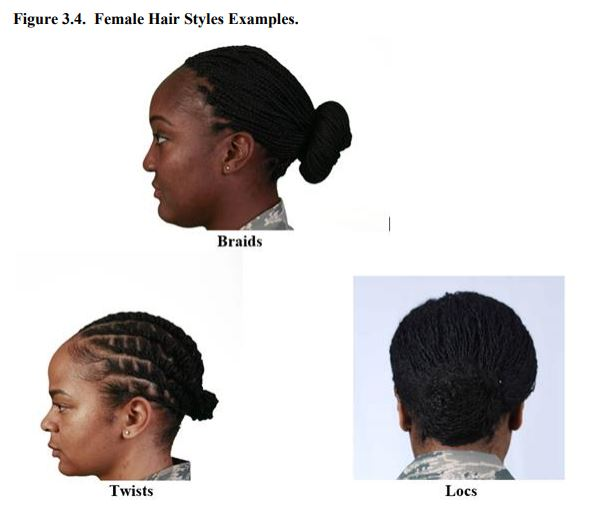 Figure 3.4.  Female Hair Styles Examples.
Braids
Twists
Locs